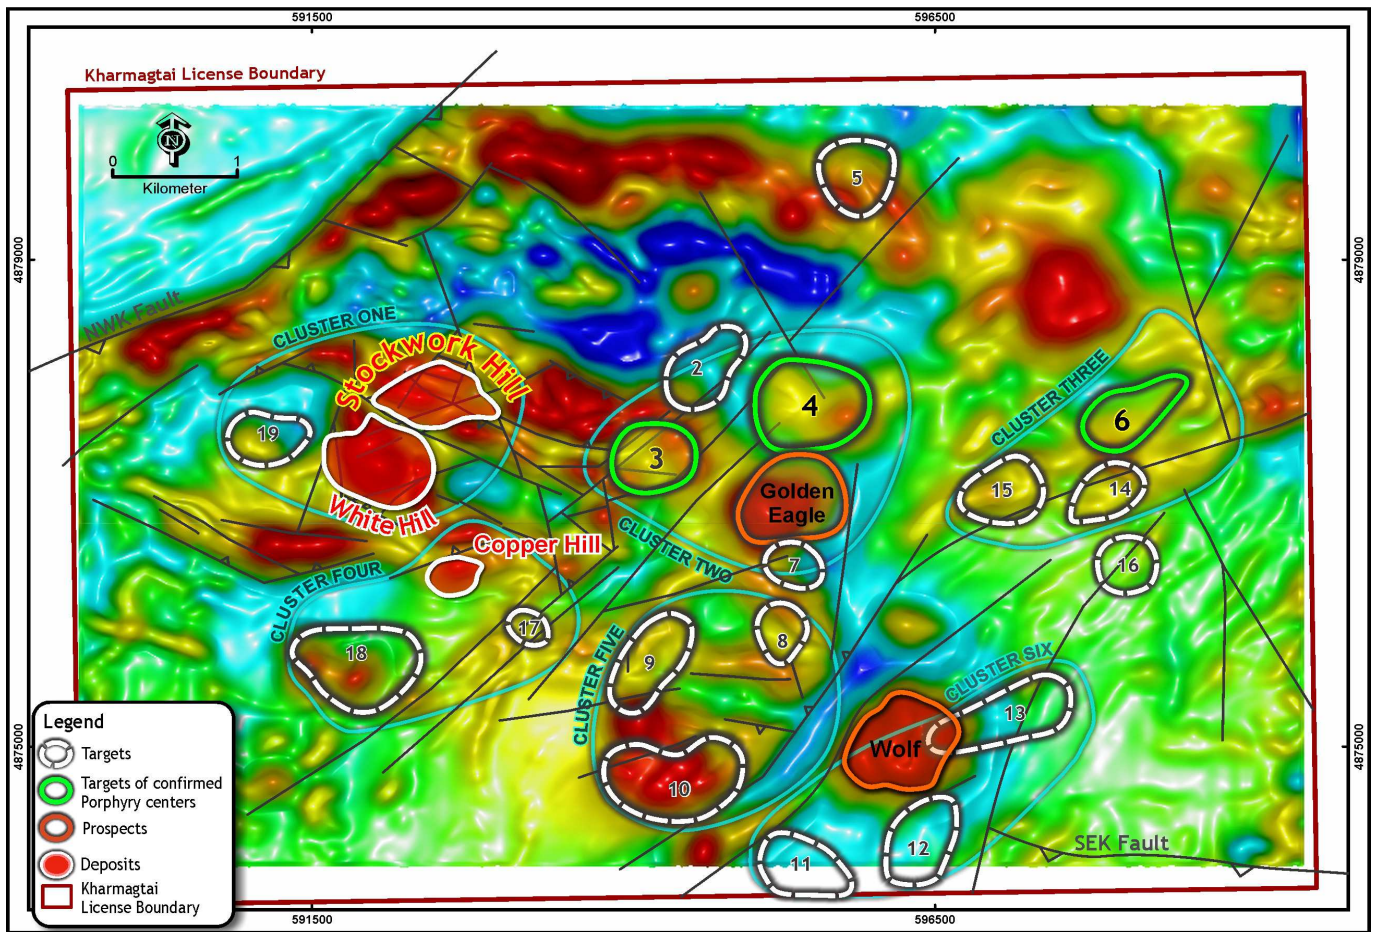 591500
596500
Kharmagtai License Boundary
N
0 1
Kilometer
5
4879000
4879000
NWK Fault
CLUSTER ONE
Stockwork Hill
2
4
CLUSTER THREE
6
19
3
White Hill
Golden
Eagle
15
14
Copper Hill
CLUSTER TWO
7
16
CLUSTER FOUR
17
8
18
9
CLUSTER FIVE
CLUSTER SIX
13
Wolf
10
4875000
4875000
11
12
SEK Fault
Legend
Targets
Targets of confirmed
Porphyry centers
Prospects
Deposits
Kharmagtai
License Boundary
591500
596500